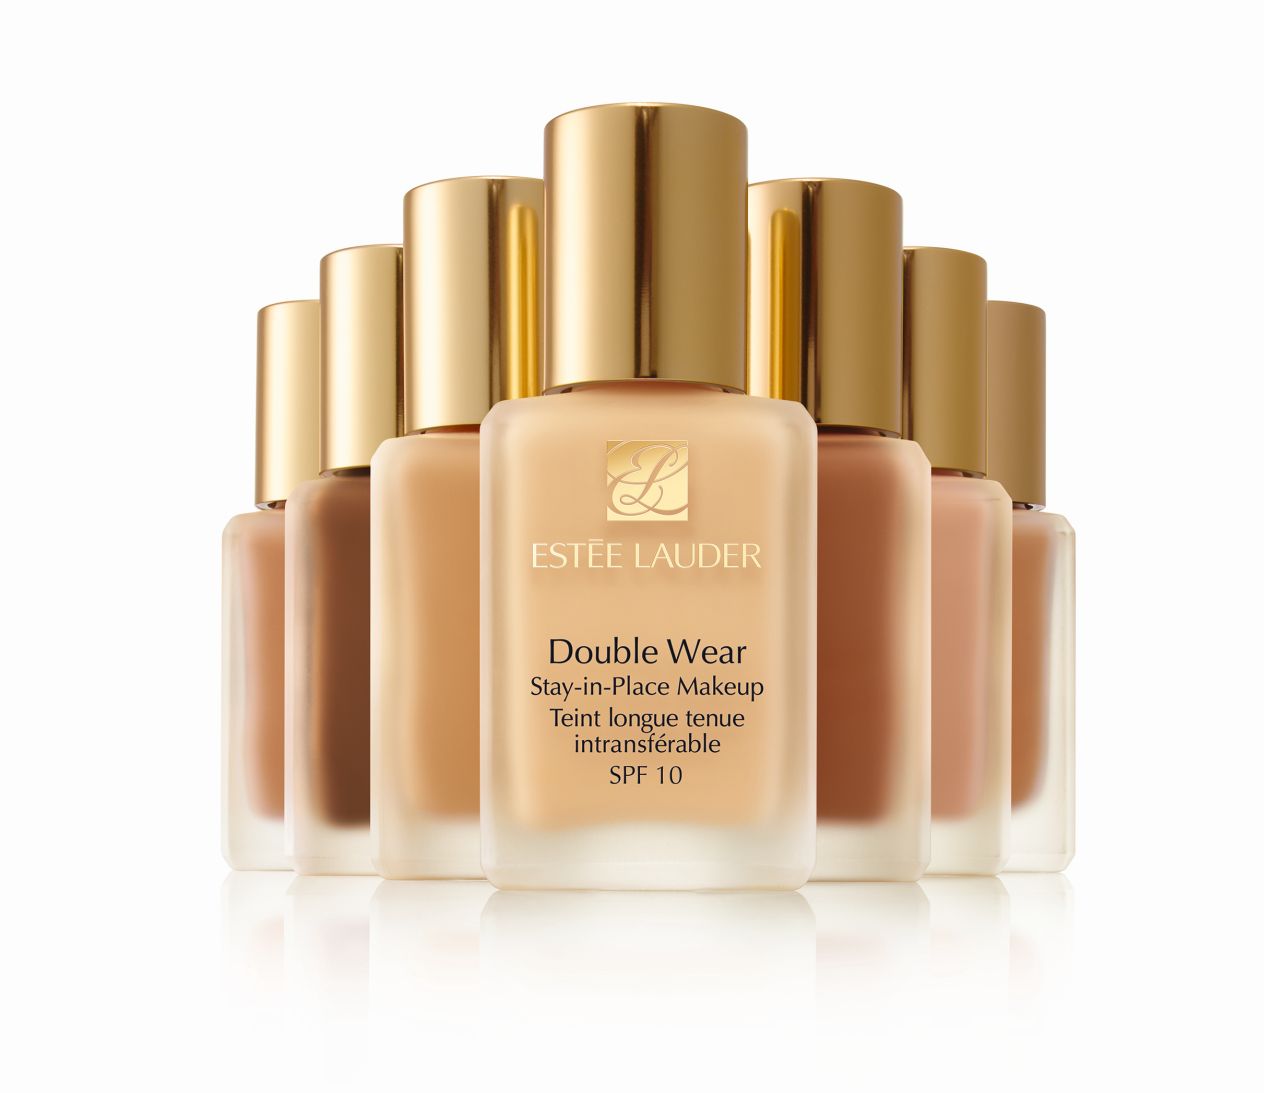 ESTĒE LAUDER
Double Wear
Stay-in-Place Makeup
Teint longue tenue
intransférable
SPF 10